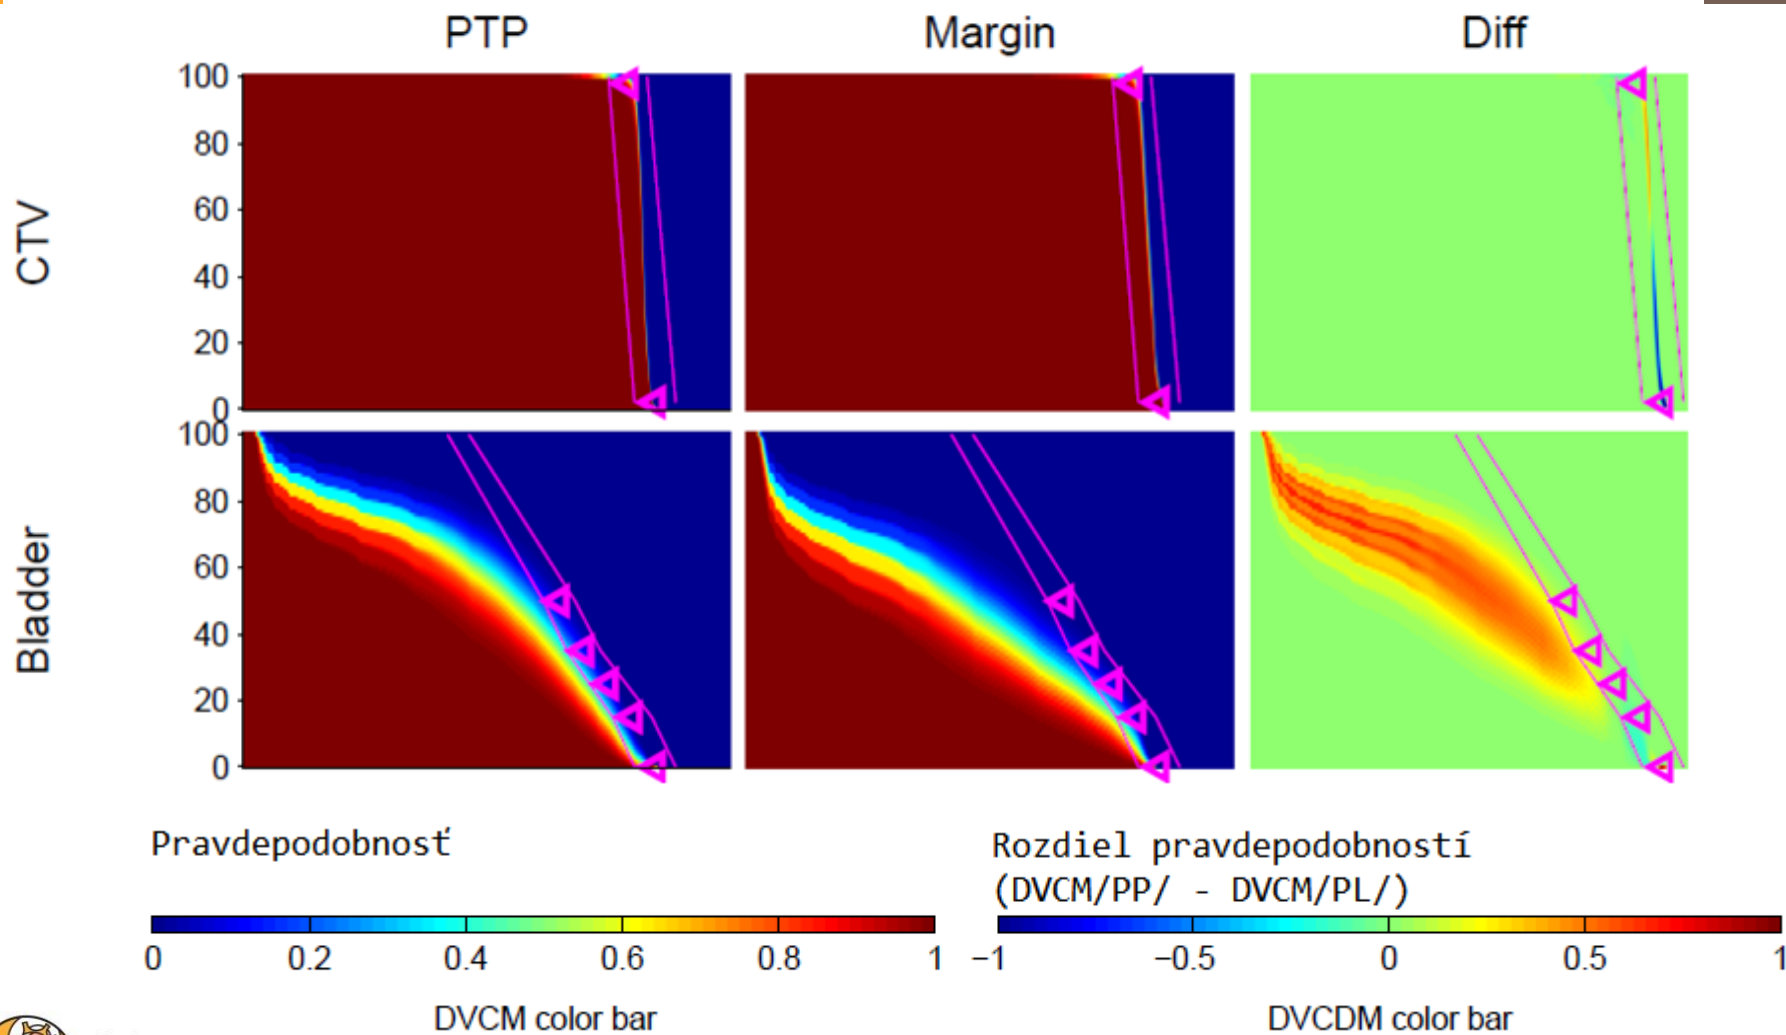 PTP Margin Diff
CTV
100
80
60
40
20
0
Bladder
100
80
60
40
20
0
Pravdepodobnosť
Rozdiel pravdepodobností
(DVCM/PP/ - DVCM/PL/)
0 0.2 0.4 0.6 0.8 1
−1 −0.5 0 0.5 1
DVCM color bar
DVCDM color bar